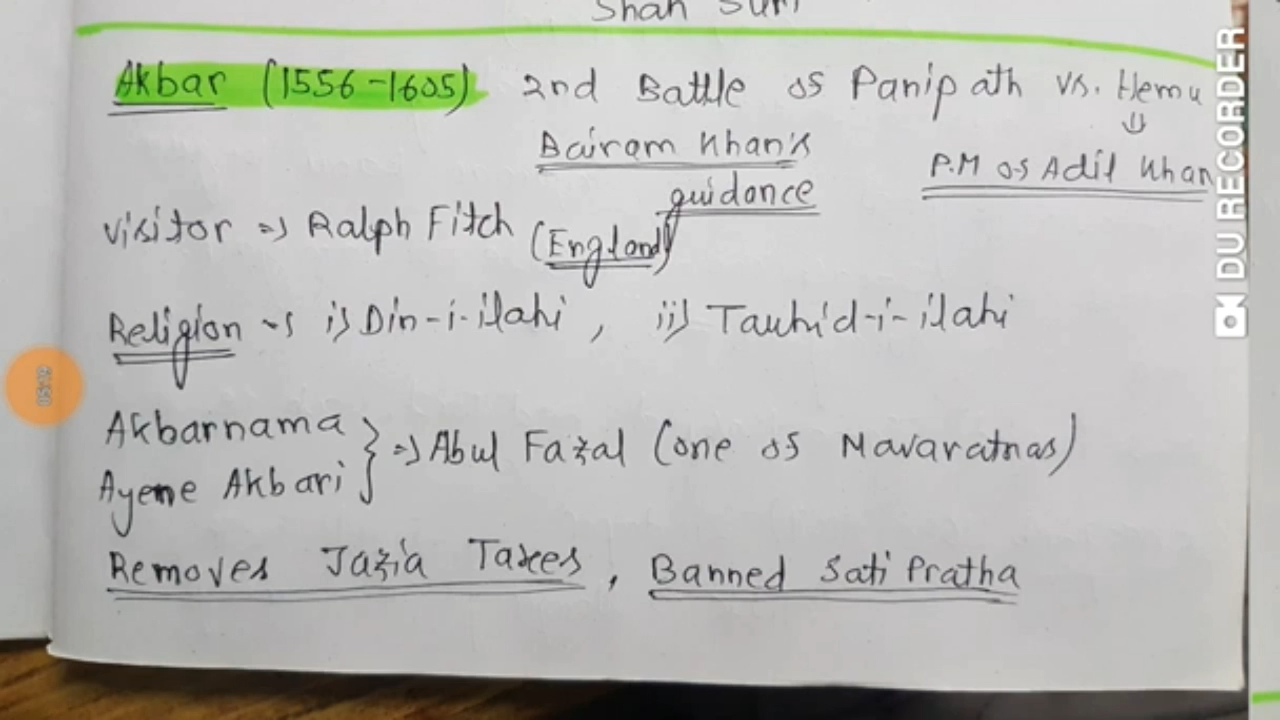 Shah Suri
Akbar (1556-1605) 2nd Battle of Panipath vs. Hemu
⇓
Bairam Khan's guidance
P.M of Adil Khan
Visitor => Ralph Fitch (England)
Religion => i) Din-i-ilahi, ii) Tauhid-i-ilahi
Akbarnama
Ayene Akbari } => Abul Fazal (one of Navaratnas)
Removes Jazia Taxes, Banned Sati Pratha
DU RECORDER
05:19